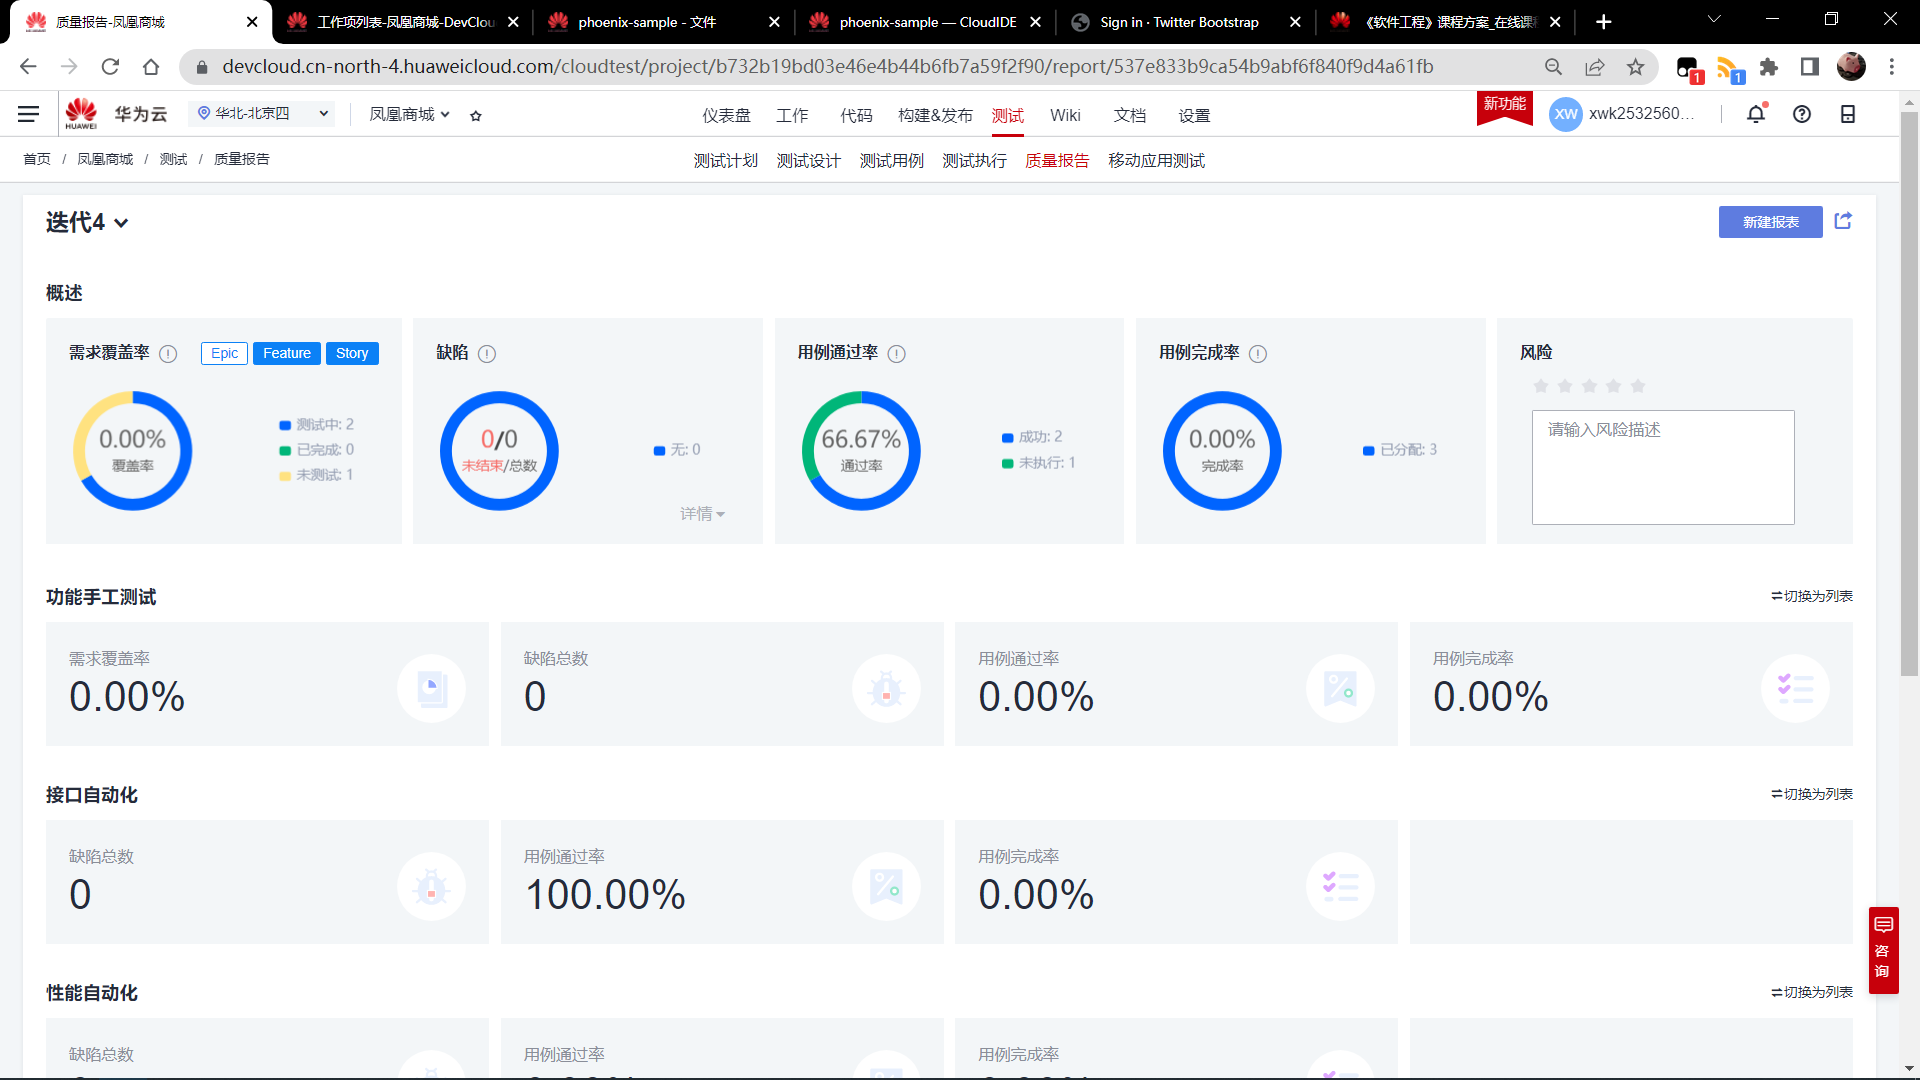 质量报告-凤凰商城
工作项列表-凤凰商城-DevClou
phoenix-sample - 文件
phoenix-sample — CloudIDE
Sign in · Twitter Bootstrap
《软件工程》课程方案_在线课
devcloud.cn-north-4.huaweicloud.com/cloudtest/project/b732b19bd03e46e4b44b6fb7a59f2f90/report/537e833b9ca54b9abf6f840f9d4a61fb
1
1
HUAWEI
华为云
华北-北京四
凤凰商城
仪表盘
工作
代码
构建&发布
测试
Wiki
文档
设置
新功能
XW
xwk2532560...
首页 / 凤凰商城 / 测试 / 质量报告
测试计划
测试设计
测试用例
测试执行
质量报告
移动应用测试
迭代4
新建报表
概述
需求覆盖率
Epic
Feature
Story
0.00%
覆盖率
测试中: 2
已完成: 0
未测试: 1
缺陷
0/0
未结束/总数
无: 0
详情
用例通过率
66.67%
通过率
成功: 2
未执行: 1
用例完成率
0.00%
完成率
已分配: 3
风险
请输入风险描述
功能手工测试
切换为列表
需求覆盖率
0.00%
缺陷总数
0
用例通过率
0.00%
用例完成率
0.00%
接口自动化
切换为列表
缺陷总数
0
用例通过率
100.00%
用例完成率
0.00%
咨
询
性能自动化
切换为列表
缺陷总数
用例通过率
用例完成率